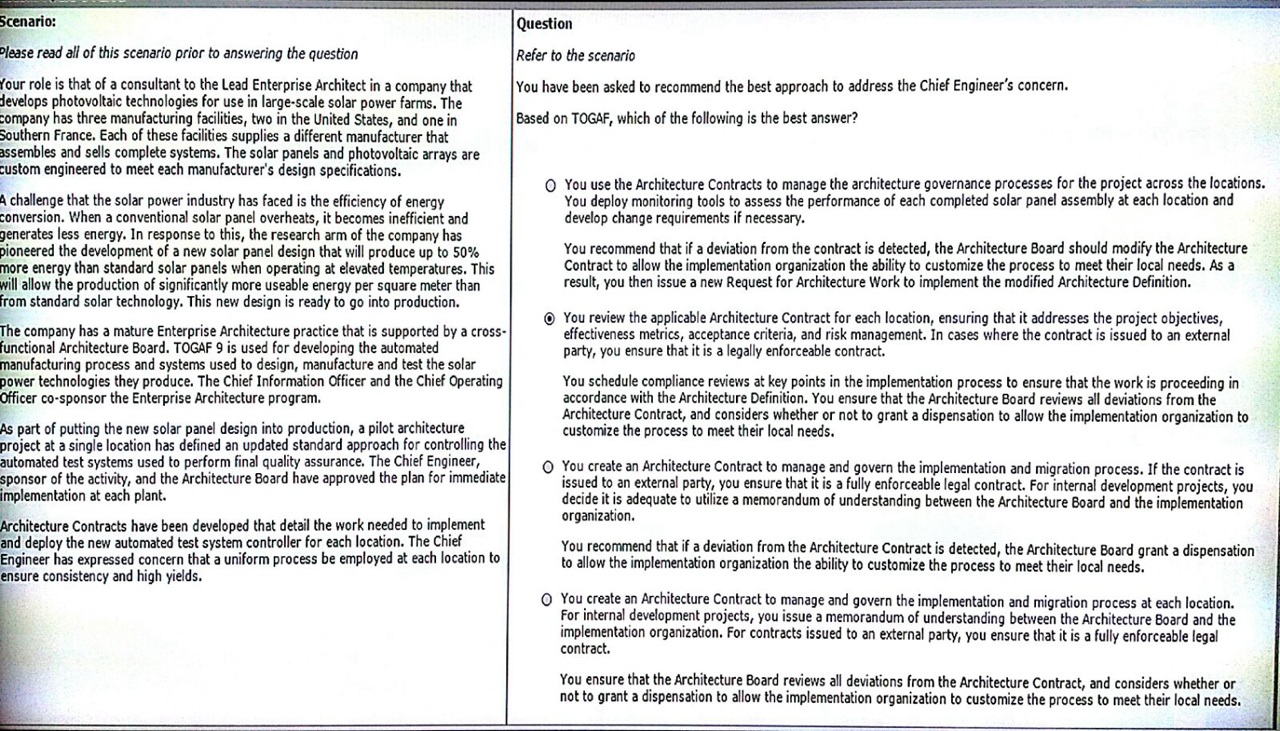 Scenario:
Please read all of this scenario prior to answering the question
Your role is that of a consultant to the Lead Enterprise Architect in a company that
develops photovoltaic technologies for use in large-scale solar power farms. The
company has three manufacturing facilities, two in the United States, and one in
Southern France. Each of these facilities supplies a different manufacturer that
assembles and sells complete systems. The solar panels and photovoltaic arrays are
custom engineered to meet each manufacturer's design specifications.
A challenge that the solar power industry has faced is the efficiency of energy
conversion. When a conventional solar panel overheats, it becomes inefficient and
generates less energy. In response to this, the research arm of the company has
pioneered the development of a new solar panel design that will produce up to 50%
more energy than standard solar panels when operating at elevated temperatures. This
will allow the production of significantly more useable energy per square meter than
from standard solar technology. This new design is ready to go into production.
The company has a mature Enterprise Architecture practice that is supported by a cross-
functional Architecture Board. TOGAF 9 is used for developing the automated
manufacturing process and systems used to design, manufacture and test the solar
power technologies they produce. The Chief Information Officer and the Chief Operating
Officer co-sponsor the Enterprise Architecture program.
As part of putting the new solar panel design into production, a pilot architecture
project at a single location has defined an updated standard approach for controlling the
automated test systems used to perform final quality assurance. The Chief Engineer,
sponsor of the activity, and the Architecture Board have approved the plan for immediate
implementation at each plant.
Architecture Contracts have been developed that detail the work needed to implement
and deploy the new automated test system controller for each location. The Chief
Engineer has expressed concern that a uniform process be employed at each location to
ensure consistency and high yields.
Question
Refer to the scenario
You have been asked to recommend the best approach to address the Chief Engineer's concern.
Based on TOGAF, which of the following is the best answer?
You use the Architecture Contracts to manage the architecture governance processes for the project across the locations.
You deploy monitoring tools to assess the performance of each completed solar panel assembly at each location and
develop change requirements if necessary.
You recommend that if a deviation from the contract is detected, the Architecture Board should modify the Architecture
Contract to allow the implementation organization the ability to customize the process to meet their local needs. As a
result, you then issue a new Request for Architecture Work to implement the modified Architecture Definition.
You review the applicable Architecture Contract for each location, ensuring that it addresses the project objectives,
effectiveness metrics, acceptance criteria, and risk management. In cases where the contract is issued to an external
party, you ensure that it is a legally enforceable contract.
You schedule compliance reviews at key points in the implementation process to ensure that the work is proceeding in
accordance with the Architecture Definition. You ensure that the Architecture Board reviews all deviations from the
Architecture Contract, and considers whether or not to grant a dispensation to allow the implementation organization to
customize the process to meet their local needs.
You create an Architecture Contract to manage and govern the implementation and migration process. If the contract is
issued to an external party, you ensure that it is a fully enforceable legal contract. For internal development projects, you
decide it is adequate to utilize a memorandum of understanding between the Architecture Board and the implementation
organization.
You recommend that if a deviation from the Architecture Contract is detected, the Architecture Board grant a dispensation
to allow the implementation organization the ability to customize the process to meet their local needs.
You create an Architecture Contract to manage and govern the implementation and migration process at each location.
For internal development projects, you issue a memorandum of understanding between the Architecture Board and the
implementation organization. For contracts issued to an external party, you ensure that it is a fully enforceable legal
contract.
You ensure that the Architecture Board reviews all deviations from the Architecture Contract, and considers whether or
not to grant a dispensation to allow the implementation organization to customize the process to meet their local needs.